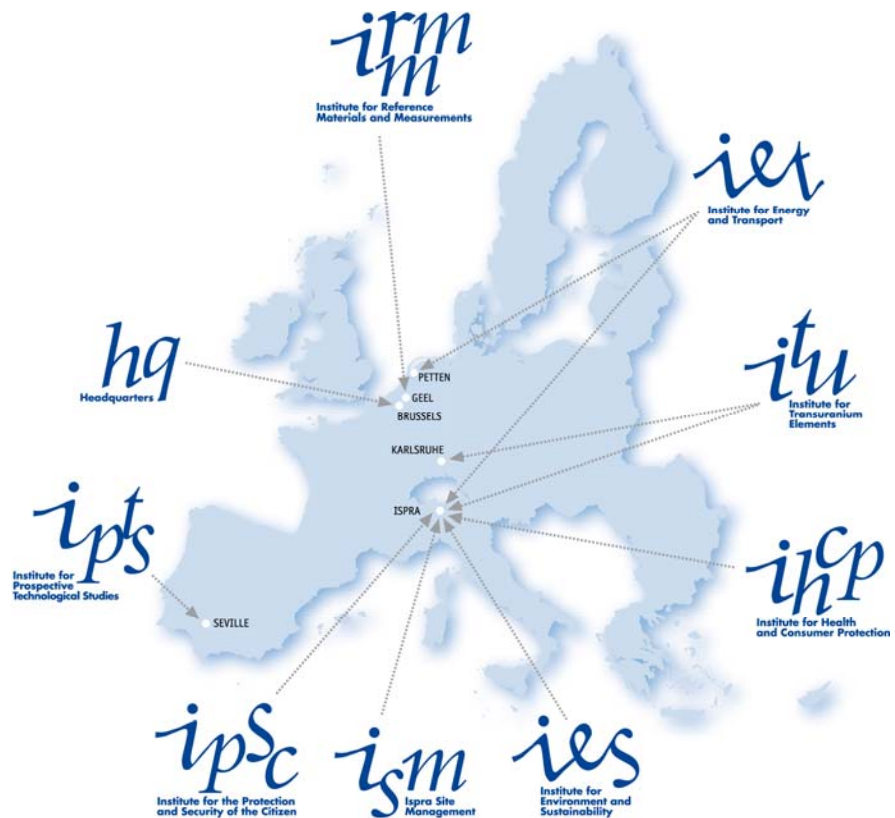 irmm
Institute for Reference
Materials and Measurements
iet
Institute for Energy
and Transport
hq
Headquarters
PETTEN
GEEL
BRUSSELS
KARLSRUHE
itu
Institute for
Transuranium
Elements
ISPRA
ipts
Institute for
Prospective
Technological Studies
SEVILLE
ihcp
Institute for Health
and Consumer Protection
ipsc
Institute for the Protection
and Security of the Citizen
ism
Ispra Site
Management
ies
Institute for
Environment and
Sustainability